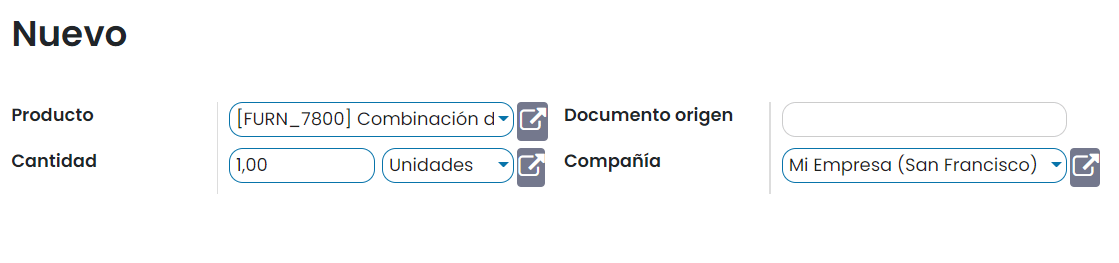 Nuevo
Producto
[FURN_7800] Combinación d
Documento origen
Cantidad
1,00
Unidades
Compañía
Mi Empresa (San Francisco)